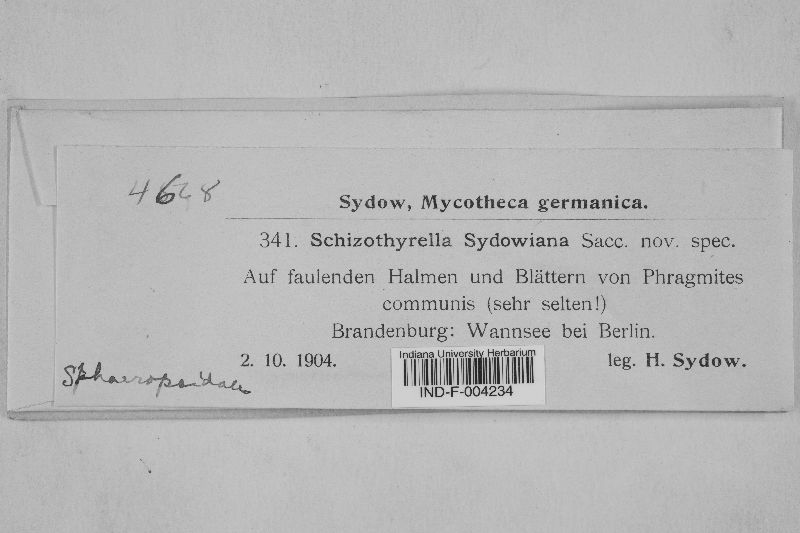 Sydow, Mycotheca germanica.
341. Schizothyrella Sydowiana Sacc. nov. spec.
Auf faulenden Halmen und Blättern von Phragmites
communis (sehr selten!)
Brandenburg: Wannsee bei Berlin.
2. 10. 1904. leg. H. Sydow.
Sphaeropsidales
Indiana University Herbarium
IND-F-004234